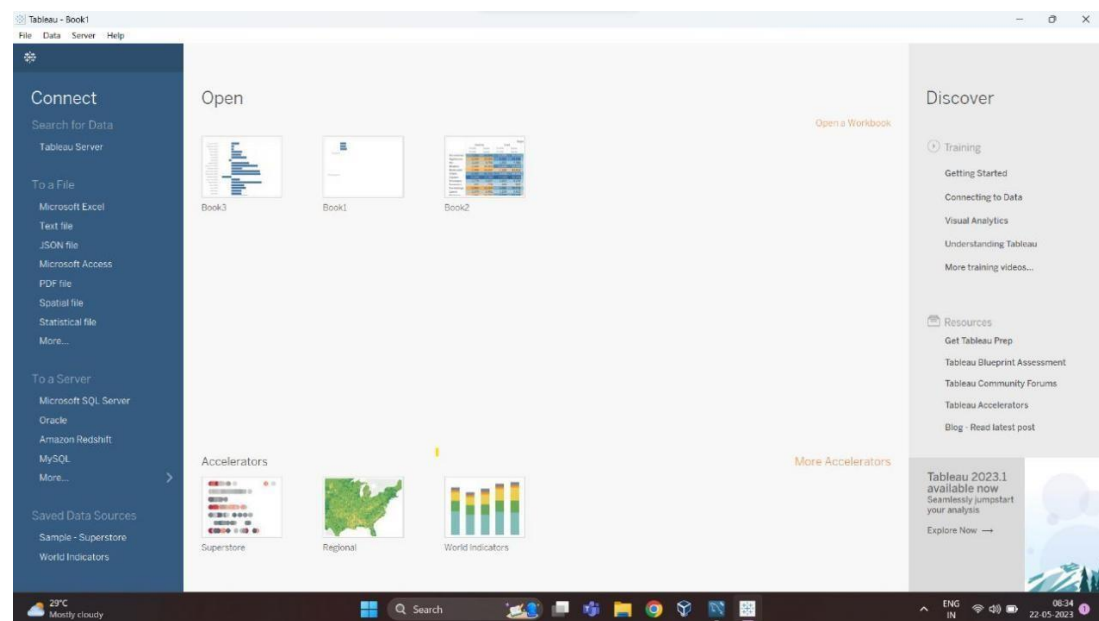 Tableau - Book1
File Data Server Help
Connect
Search for Data
Tableau Server
To a File
Microsoft Excel
Text file
JSON file
Microsoft Access
PDF file
Spatial file
Statistical file
More...
To a Server
Microsoft SQL Server
Oracle
Amazon Redshift
MySQL
More...
Saved Data Sources
Sample - Superstore
World Indicators
Open
Open a Workbook
Book3
Book1
Book2
Accelerators
More Accelerators
Superstore
Regional
World Indicators
Discover
Training
Getting Started
Connecting to Data
Visual Analytics
Understanding Tableau
More training videos...
Resources
Get Tableau Prep
Tableau Blueprint Assessment
Tableau Community Forums
Tableau Accelerators
Blog - Read latest post
Tableau 2023.1
available now
Seamlessly jumpstart
your analysis
Explore Now →
29°C
Mostly cloudy
Search
ENG
IN
08:34
22-05-2023
1